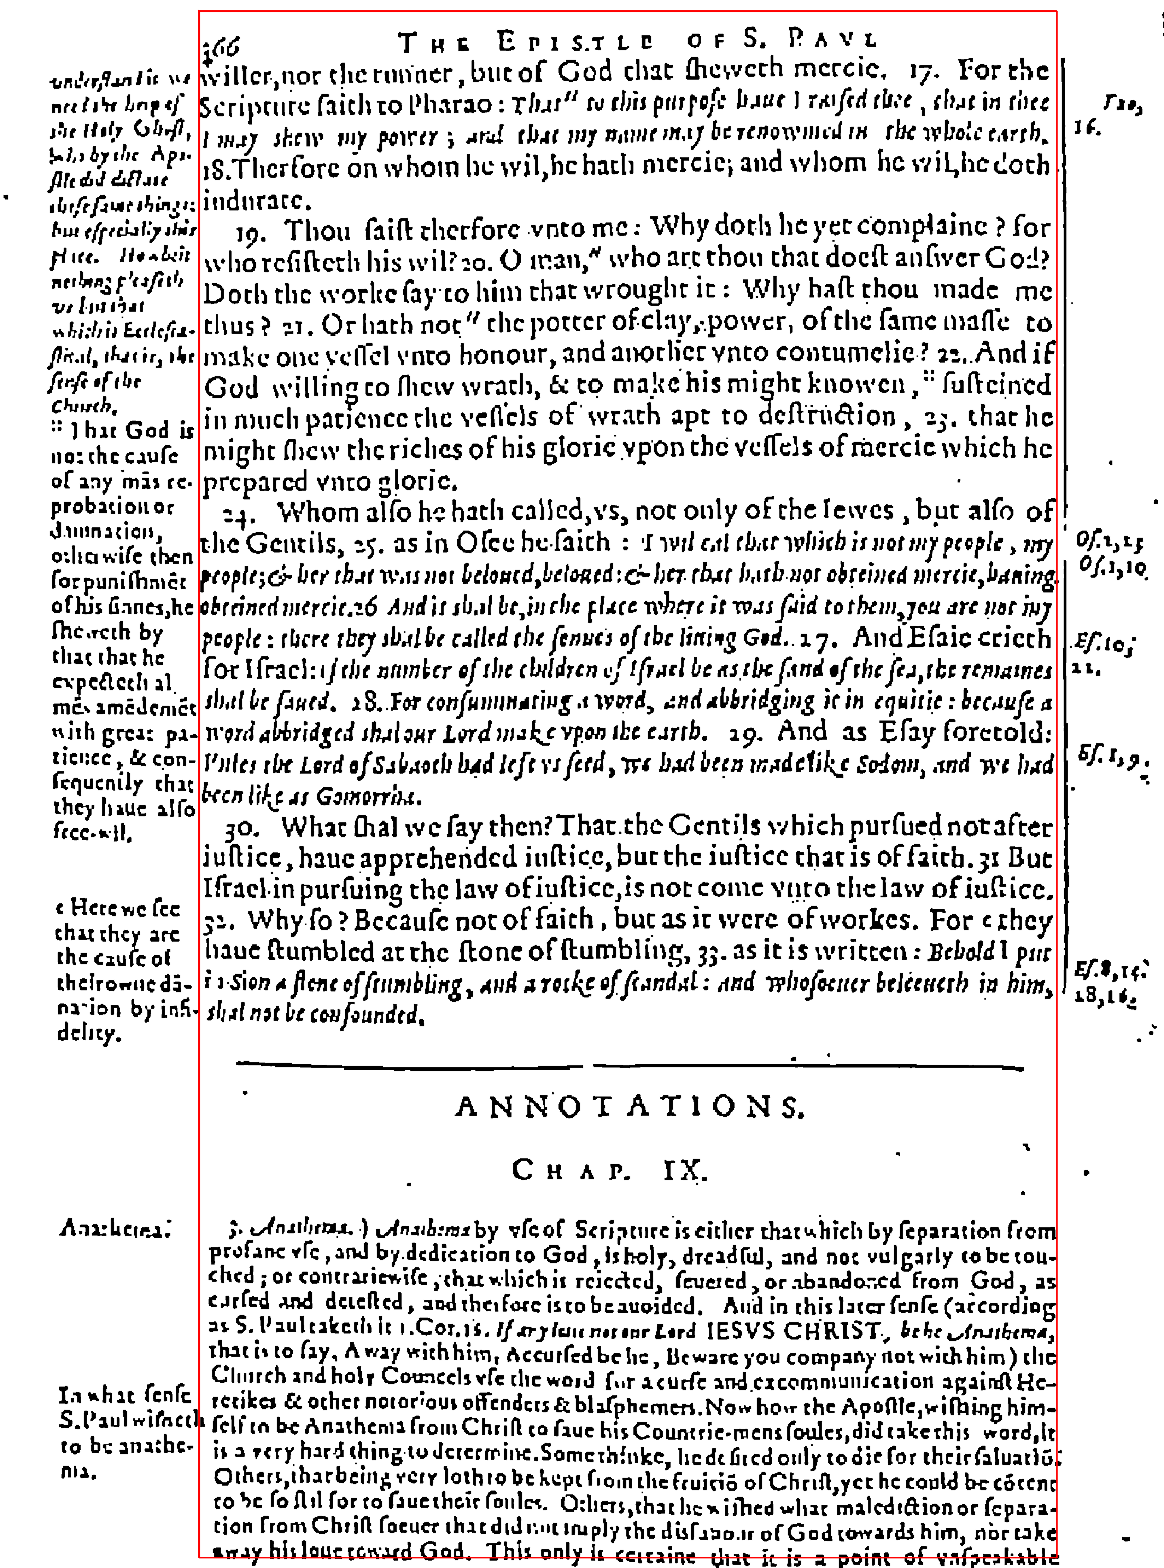 366 THE EPISTLE OF S. PAVL
willer, nor the runner, but of God that ſheweth mercie. 17. For the
Scripture ſaith to Pharao: That" to this purpoſe haue I raiſed thee, that in thee
I may shew my power; and that my name may be renowmed in the whole earth.
18. Therfore on whom he wil, he hath mercie; and whom he wil, he doth
indurate.
19. Thou ſaiſt therfore vnto me: Why doth he yet complaine? for
who reſiſteth his wil? 20. O man," who art thou that doeſt anſwer God?
Doth the worke ſay to him that wrought it: Why haſt thou made me
thus? 21. Or hath not" the potter of clay, power, of the ſame maſſe to
make one veſſel vnto honour, and another vnto contumelie? 22. And if
God willing to ſhew wrath, & to make his might knowen, :: ſuſteined
in much patience the veſſels of wrath apt to deſtruction, 23. that he
might ſhew the riches of his glorie vpon the veſſels of mercie which he
prepared vnto glorie.
24. Whom alſo he hath called, vs, not only of the Iewes, but alſo of
the Gentils, 25. as in Oſee he ſaith: I wil cal that which is not my people, my
people; & her that was not beloued, beloued: & her that hath not obteined mercie, hauing
obteined mercie. 26 And it shal be, in the place where it was ſaid to them, you are not my
people: there they shal be called the ſonnes of the liuing God. 27. And Eſaie crieth
for Iſrael: if the number of the children of Iſrael be as the ſand of the ſea, the remaines
shal be ſaued. 28. For conſummating a word, and abbridging it in equitie: becauſe a
word abbridged shal our Lord make vpon the earth. 29. And as Eſay foretold:
Vnles the Lord of Sabaoth had left vs ſeed, we had been made like Sodom, and we had
been like as Gomorrha.
30. What ſhal we ſay then? That the Gentils which purſued not after
iuſtice, haue apprehended iuſtice, but the iuſtice that is of faith. 31 But
Iſrael in purſuing the law of iuſtice, is not come vnto the law of iuſtice.
32. Why ſo? Becauſe not of faith, but as it were of workes. For c they
haue ſtumbled at the ſtone of ſtumbling, 33. as it is written: Behold I put
in Sion a ſtone of ſtumbling, and a rocke of ſcandal: and whoſoeuer beleeueth in him,
shal not be confounded.
vnderſtand it we
not the
the Holy Ghoſt,
who by the Apo-
ſtle did dictate
theſe ſame things:
but eſpecially this
place. Howbeit
nothing pleaſeth
vs but that
which is Eccleſia-
ſtical, that is, the
ſenſe of the
Church.
:: That God is
not the cauſe
of any mãs re-
probation or
damnation,
otherwiſe then
for puniſhmẽt
of his ſinnes, he
sheweth by
that that he
expecteth al
mẽs amẽdemẽt
with great pa-
tience, & con-
ſequently that
they haue alſo
free-wil.
c Here we ſee
that they are
the cauſe of
their owne dã-
nation by infi-
delity.
Exo,
16.
Oſ. 2, 23
Oſ. 1, 10
Eſ. 10,
22.
Eſ. 1, 9.
Eſ. 8, 14.
28, 16.
ANNOTATIONS.
CHAP. IX.
3. Anathema.) Anathema by vſe of Scripture is either that which by ſeparation from
profane vſe, and by dedication to God, is holy, dreadful, and not vulgarly to be tou-
ched; or contrariewiſe, that which is reiected, ſeuered, or abandoned from God, as
curſed and deteſted, and therfore is to be auoided. And in this later ſenſe (according
as S. Paul taketh it 1. Cor. 16. If any loue not our Lord IESVS CHRIST, be he Anathema,
that is to ſay, Away with him, Accurſed be he, Beware you company not with him) the
Church and holy Councels vſe the word for a curſe and excommunication againſt He-
retikes & other notorious offenders & blaſphemers. Now how the Apoſtle, wiſhing him-
ſelf to be Anathema from Chriſt to ſaue his Countrie-mens ſoules, did take this word, it
is a very hard thing to determine. Some thinke, he deſired only to die for their ſaluatiõ:
Others, that being very loth to be kept from the fruitiõ of Chriſt, yet he could be cõtent
to be ſo ſtil for to ſaue their ſoules. Others, that he wiſhed what malediction or ſepara-
tion from Chriſt ſoeuer that did not imply the disfauour of God towards him, nor take
away his loue toward God. This only is certaine that it is a point of vnſpeakable
Anathema.
In what ſenſe
S. Paul wiſheth
to be anathe-
ma.